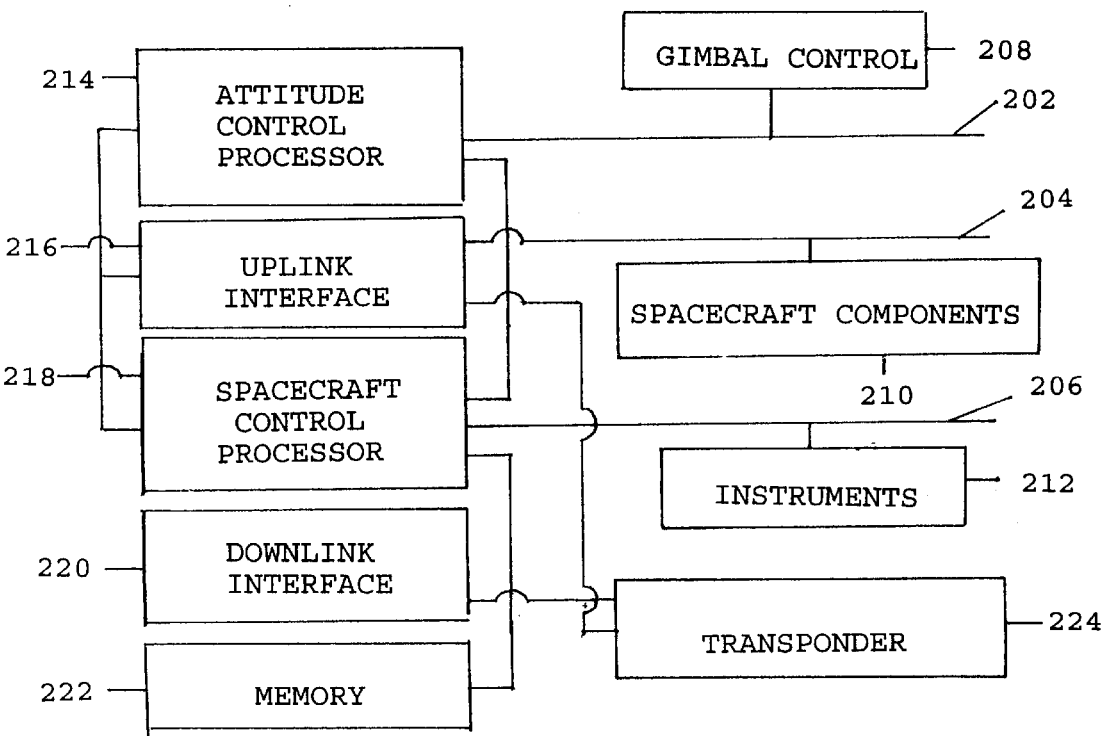 214
ATTITUDE
CONTROL
PROCESSOR
GIMBAL CONTROL
208
202
216
UPLINK
INTERFACE
204
SPACECRAFT COMPONENTS
210
218
SPACECRAFT
CONTROL
PROCESSOR
206
INSTRUMENTS
212
220
DOWNLINK
INTERFACE
TRANSPONDER
224
222
MEMORY